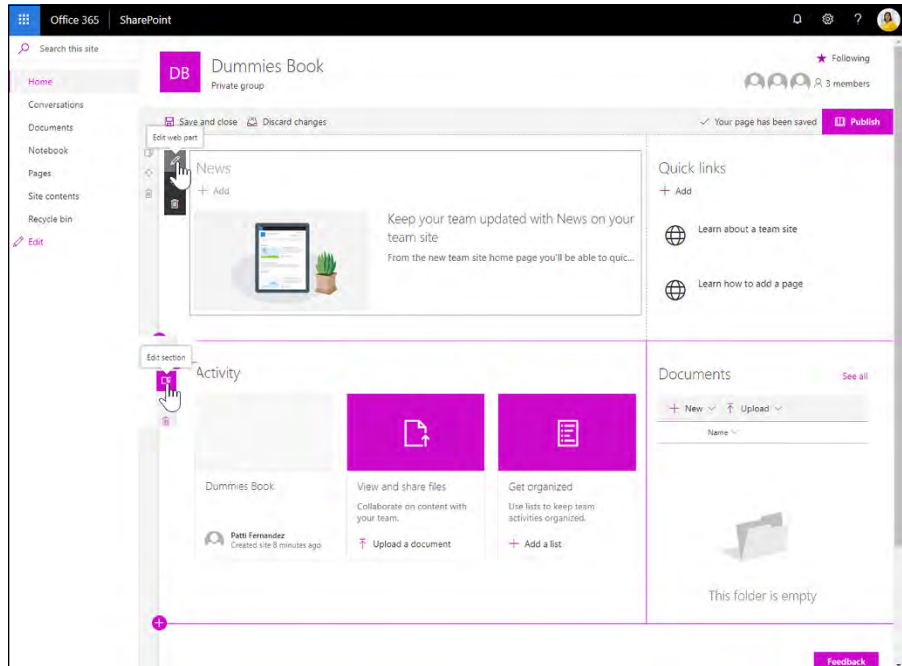 Office 365 SharePoint
Search this site
Home
Conversations
Documents
Notebook
Pages
Site contents
Recycle bin
Edit
DB
Dummies Book
Private group
Following
3 members
Save and close Discard changes
Your page has been saved
Publish
Edit web part
News
+ Add
Keep your team updated with News on your
team site
From the new team site home page you'll be able to quic...
Quick links
+ Add
Learn about a team site
Learn how to add a page
Edit section
Activity
Dummies Book
Patti Fernandez
Created site 8 minutes ago
View and share files
Collaborate on content with
your team.
Upload a document
Get organized
Use lists to keep team
activities organized.
+ Add a list
Documents
See all
+ New Upload
Name
This folder is empty
Feedback